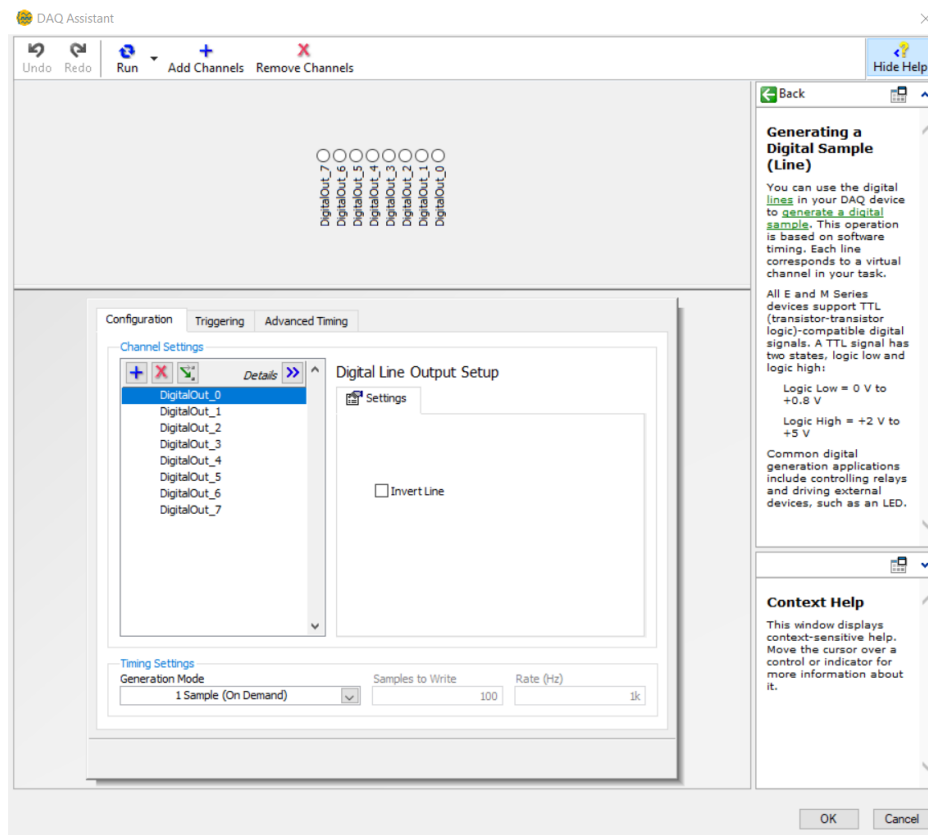 DAQ Assistant
Undo Redo Run Add Channels Remove Channels Hide Help
DigitalOut_7
DigitalOut_6
DigitalOut_5
DigitalOut_4
DigitalOut_3
DigitalOut_2
DigitalOut_1
DigitalOut_0
Configuration Triggering Advanced Timing
Channel Settings
Details
DigitalOut_0
DigitalOut_1
DigitalOut_2
DigitalOut_3
DigitalOut_4
DigitalOut_5
DigitalOut_6
DigitalOut_7
Digital Line Output Setup
Settings
Invert Line
Timing Settings
Generation Mode Samples to Write Rate (Hz)
1 Sample (On Demand) 100 1k
Back
Generating a
Digital Sample
(Line)
You can use the digital
lines in your DAQ device
to generate a digital
sample. This operation
is based on software
timing. Each line
corresponds to a virtual
channel in your task.
All E and M Series
devices support TTL
(transistor-transistor
logic)-compatible digital
signals. A TTL signal has
two states, logic low and
logic high:
Logic Low = 0 V to
+0.8 V
Logic High = +2 V to
+5 V
Common digital
generation applications
include controlling relays
and driving external
devices, such as an LED.
Context Help
This window displays
context-sensitive help.
Move the cursor over a
control or indicator for
more information about
it.
OK Cancel